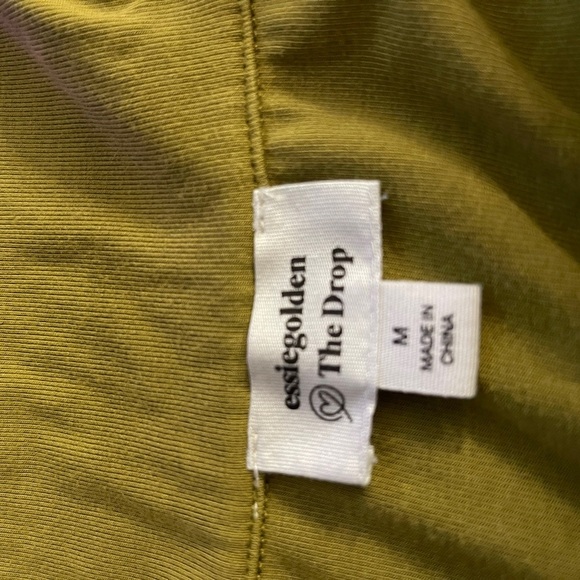 essiegolden
The Drop
M
MADE IN
CHINA